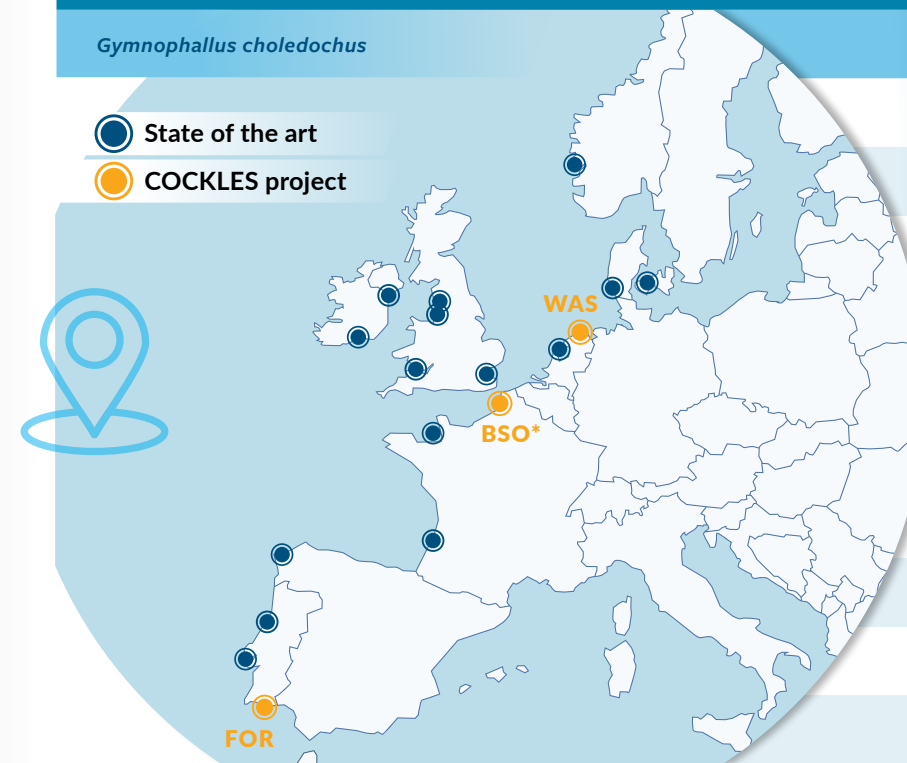 Gymnophallus choledochus
State of the art
COCKLES project
WAS
BSO*
FOR